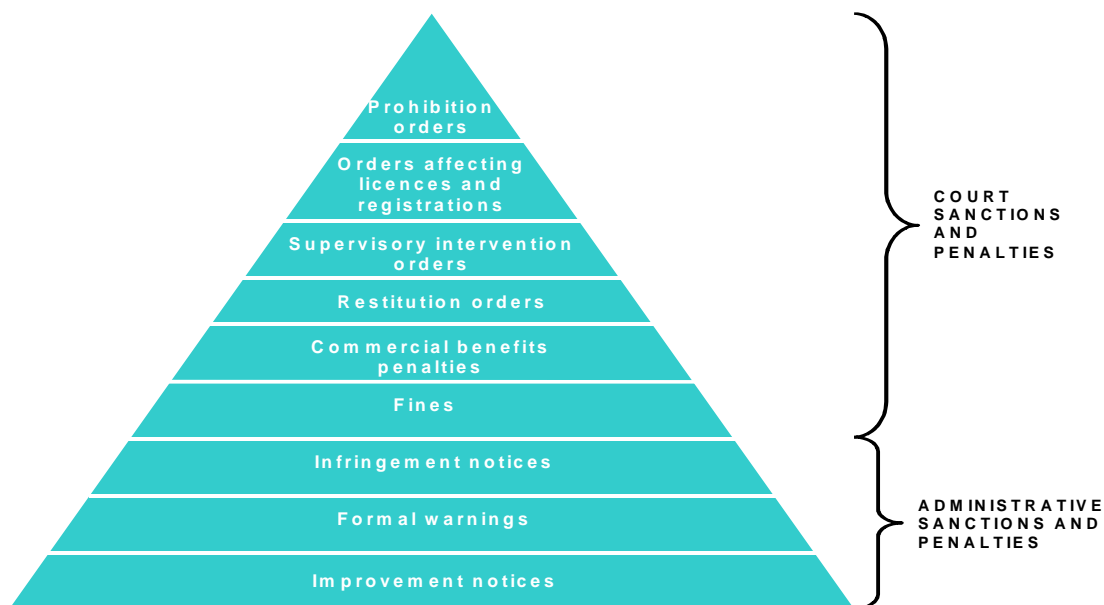 Prohibition
orders
Orders affecting
licences and
registrations
Supervisory intervention
orders
Restitution orders
Commercial benefits
penalties
Fines
Infringement notices
Formal warnings
Improvement notices
COURT
SANCTIONS
AND
PENALTIES
ADMINISTRATIVE
SANCTIONS AND
PENALTIES